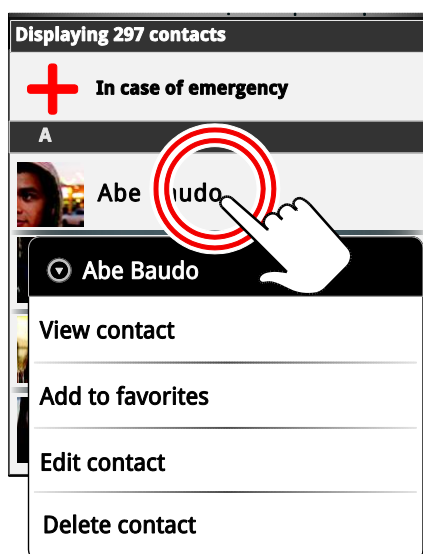 Displaying 297 contacts
In case of emergency
A
Abe udo
Abe Baudo
View contact
Add to favorites
Edit contact
Delete contact